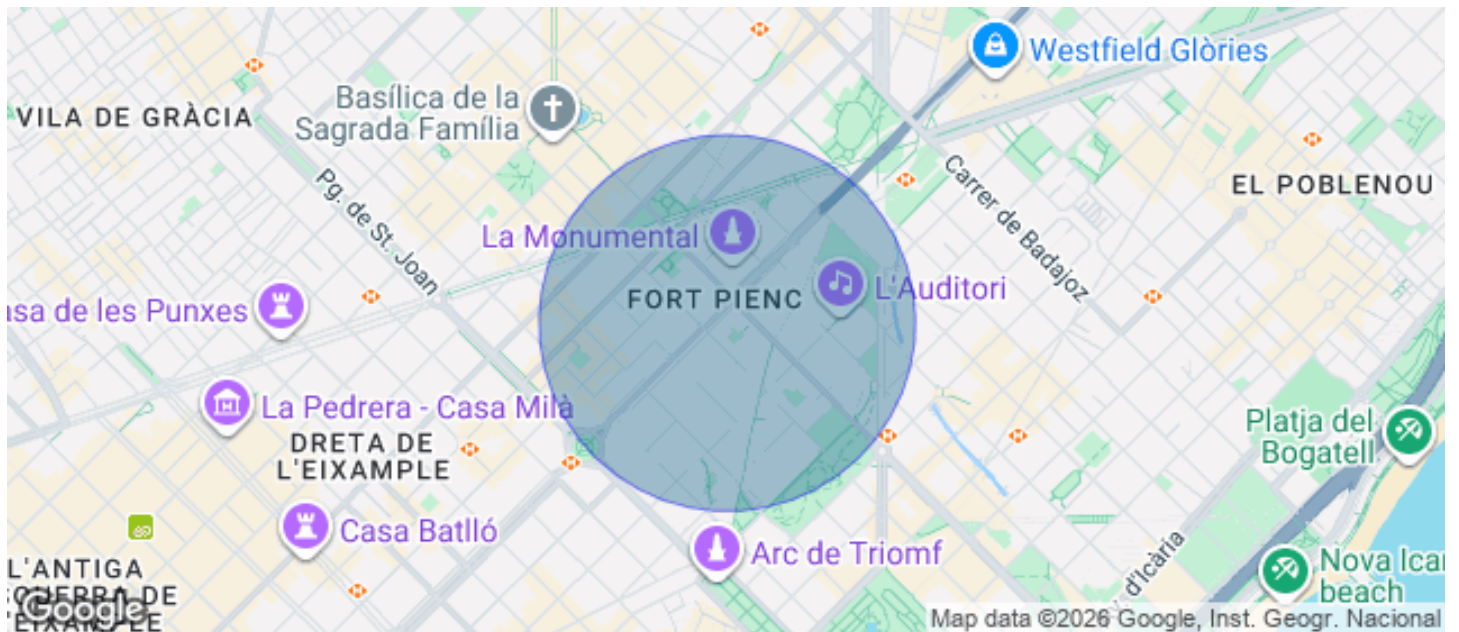 Westfield Glòries
Basílica de la
Sagrada Família
VILA DE GRÀCIA
Pg. de St. Joan
Carrer de Badajoz
EL POBLENOU
La Monumental
L'Auditori
FORT PIENC
asa de les Punxes
La Pedrera - Casa Milà
DRETA DE
L'EIXAMPLE
Platja del
Bogatell
Casa Batlló
Arc de Triomf
d'Icària
Nova Icar
beach
L'ANTIGA
DE
Google
Map data ©2026 Google, Inst. Geogr. Nacional